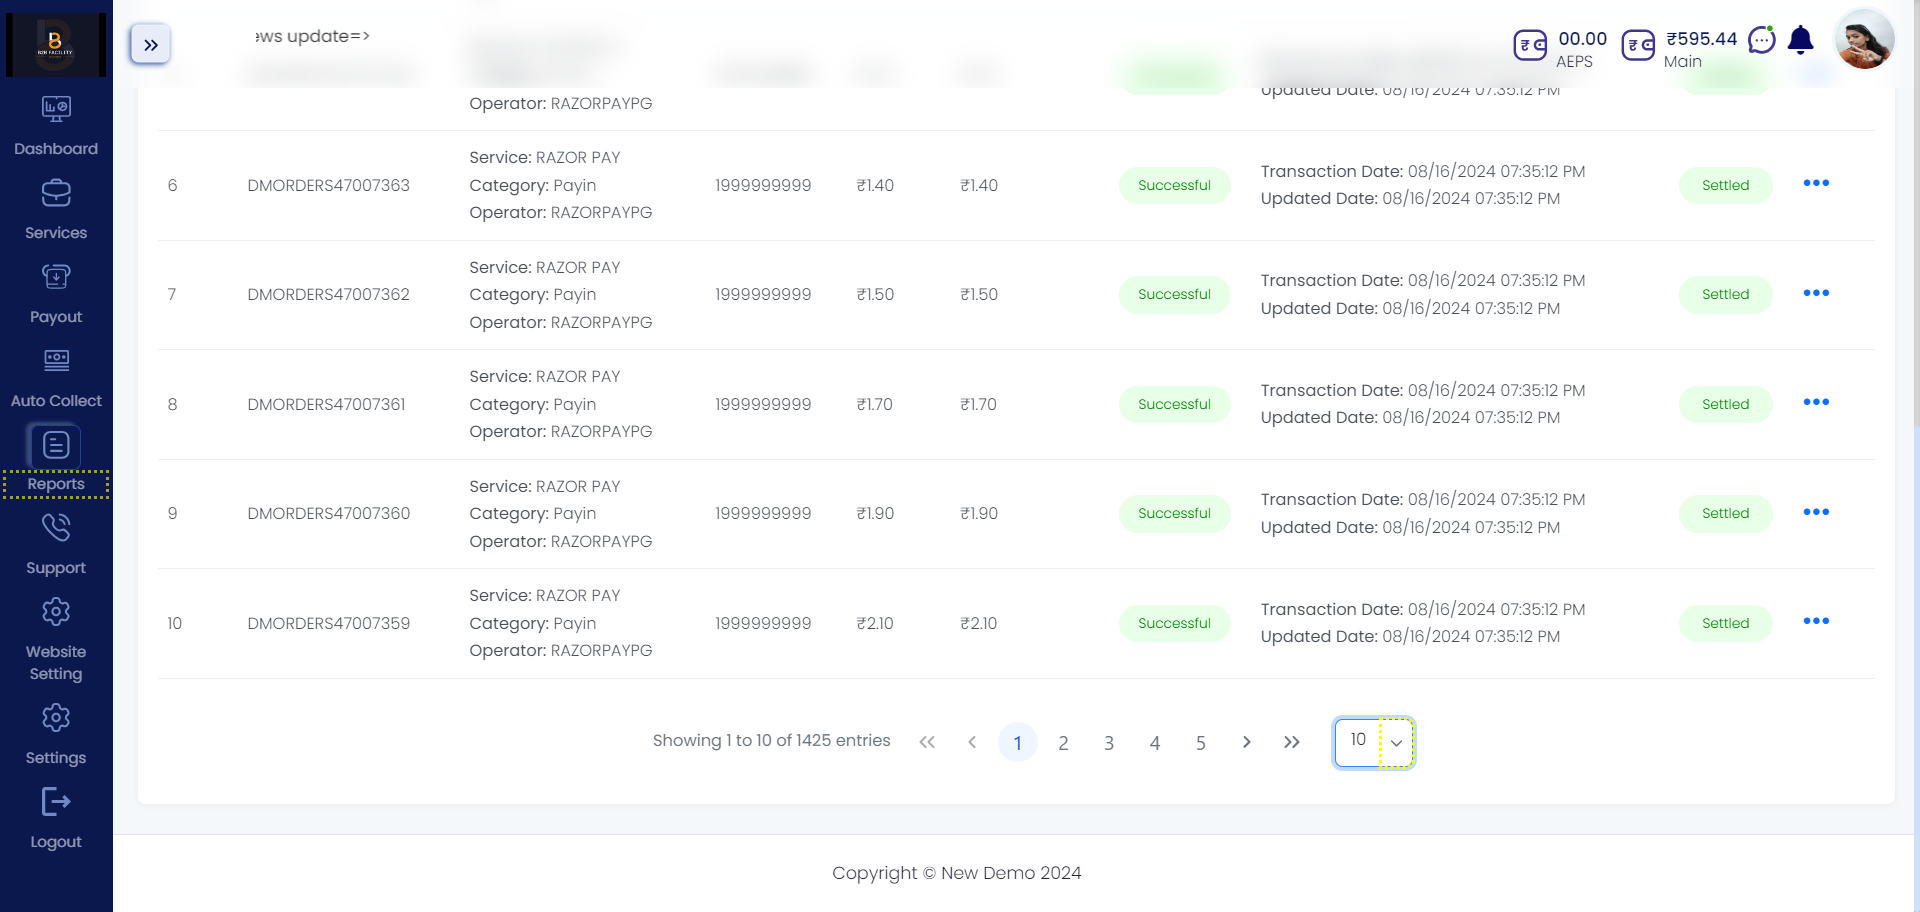 B2B FACILITY
ews update=>
00.00
AEPS
₹595.44
Main
Dashboard
Services
Payout
Auto Collect
Reports
Support
Website
Setting
Settings
Logout
Operator: RAZORPAYPG
Updated Date: 08/16/2024 07:35:12 PM
6 DMORDERS47007363 Service: RAZOR PAY
Category: Payin
Operator: RAZORPAYPG
1999999999 ₹1.40 ₹1.40 Successful
Transaction Date: 08/16/2024 07:35:12 PM
Updated Date: 08/16/2024 07:35:12 PM
Settled
7 DMORDERS47007362 Service: RAZOR PAY
Category: Payin
Operator: RAZORPAYPG
1999999999 ₹1.50 ₹1.50 Successful
Transaction Date: 08/16/2024 07:35:12 PM
Updated Date: 08/16/2024 07:35:12 PM
Settled
8 DMORDERS47007361 Service: RAZOR PAY
Category: Payin
Operator: RAZORPAYPG
1999999999 ₹1.70 ₹1.70 Successful
Transaction Date: 08/16/2024 07:35:12 PM
Updated Date: 08/16/2024 07:35:12 PM
Settled
9 DMORDERS47007360 Service: RAZOR PAY
Category: Payin
Operator: RAZORPAYPG
1999999999 ₹1.90 ₹1.90 Successful
Transaction Date: 08/16/2024 07:35:12 PM
Updated Date: 08/16/2024 07:35:12 PM
Settled
10 DMORDERS47007359 Service: RAZOR PAY
Category: Payin
Operator: RAZORPAYPG
1999999999 ₹2.10 ₹2.10 Successful
Transaction Date: 08/16/2024 07:35:12 PM
Updated Date: 08/16/2024 07:35:12 PM
Settled
Showing 1 to 10 of 1425 entries 1 2 3 4 5 10
Copyright © New Demo 2024